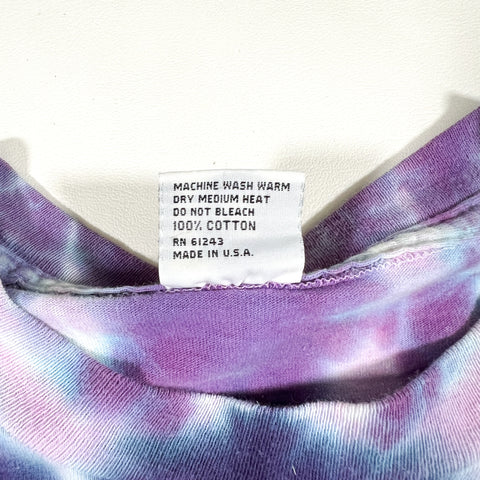 MACHINE WASH WARM
DRY MEDIUM HEAT
DO NOT BLEACH
100% COTTON
RN 61243
MADE IN U.S.A.